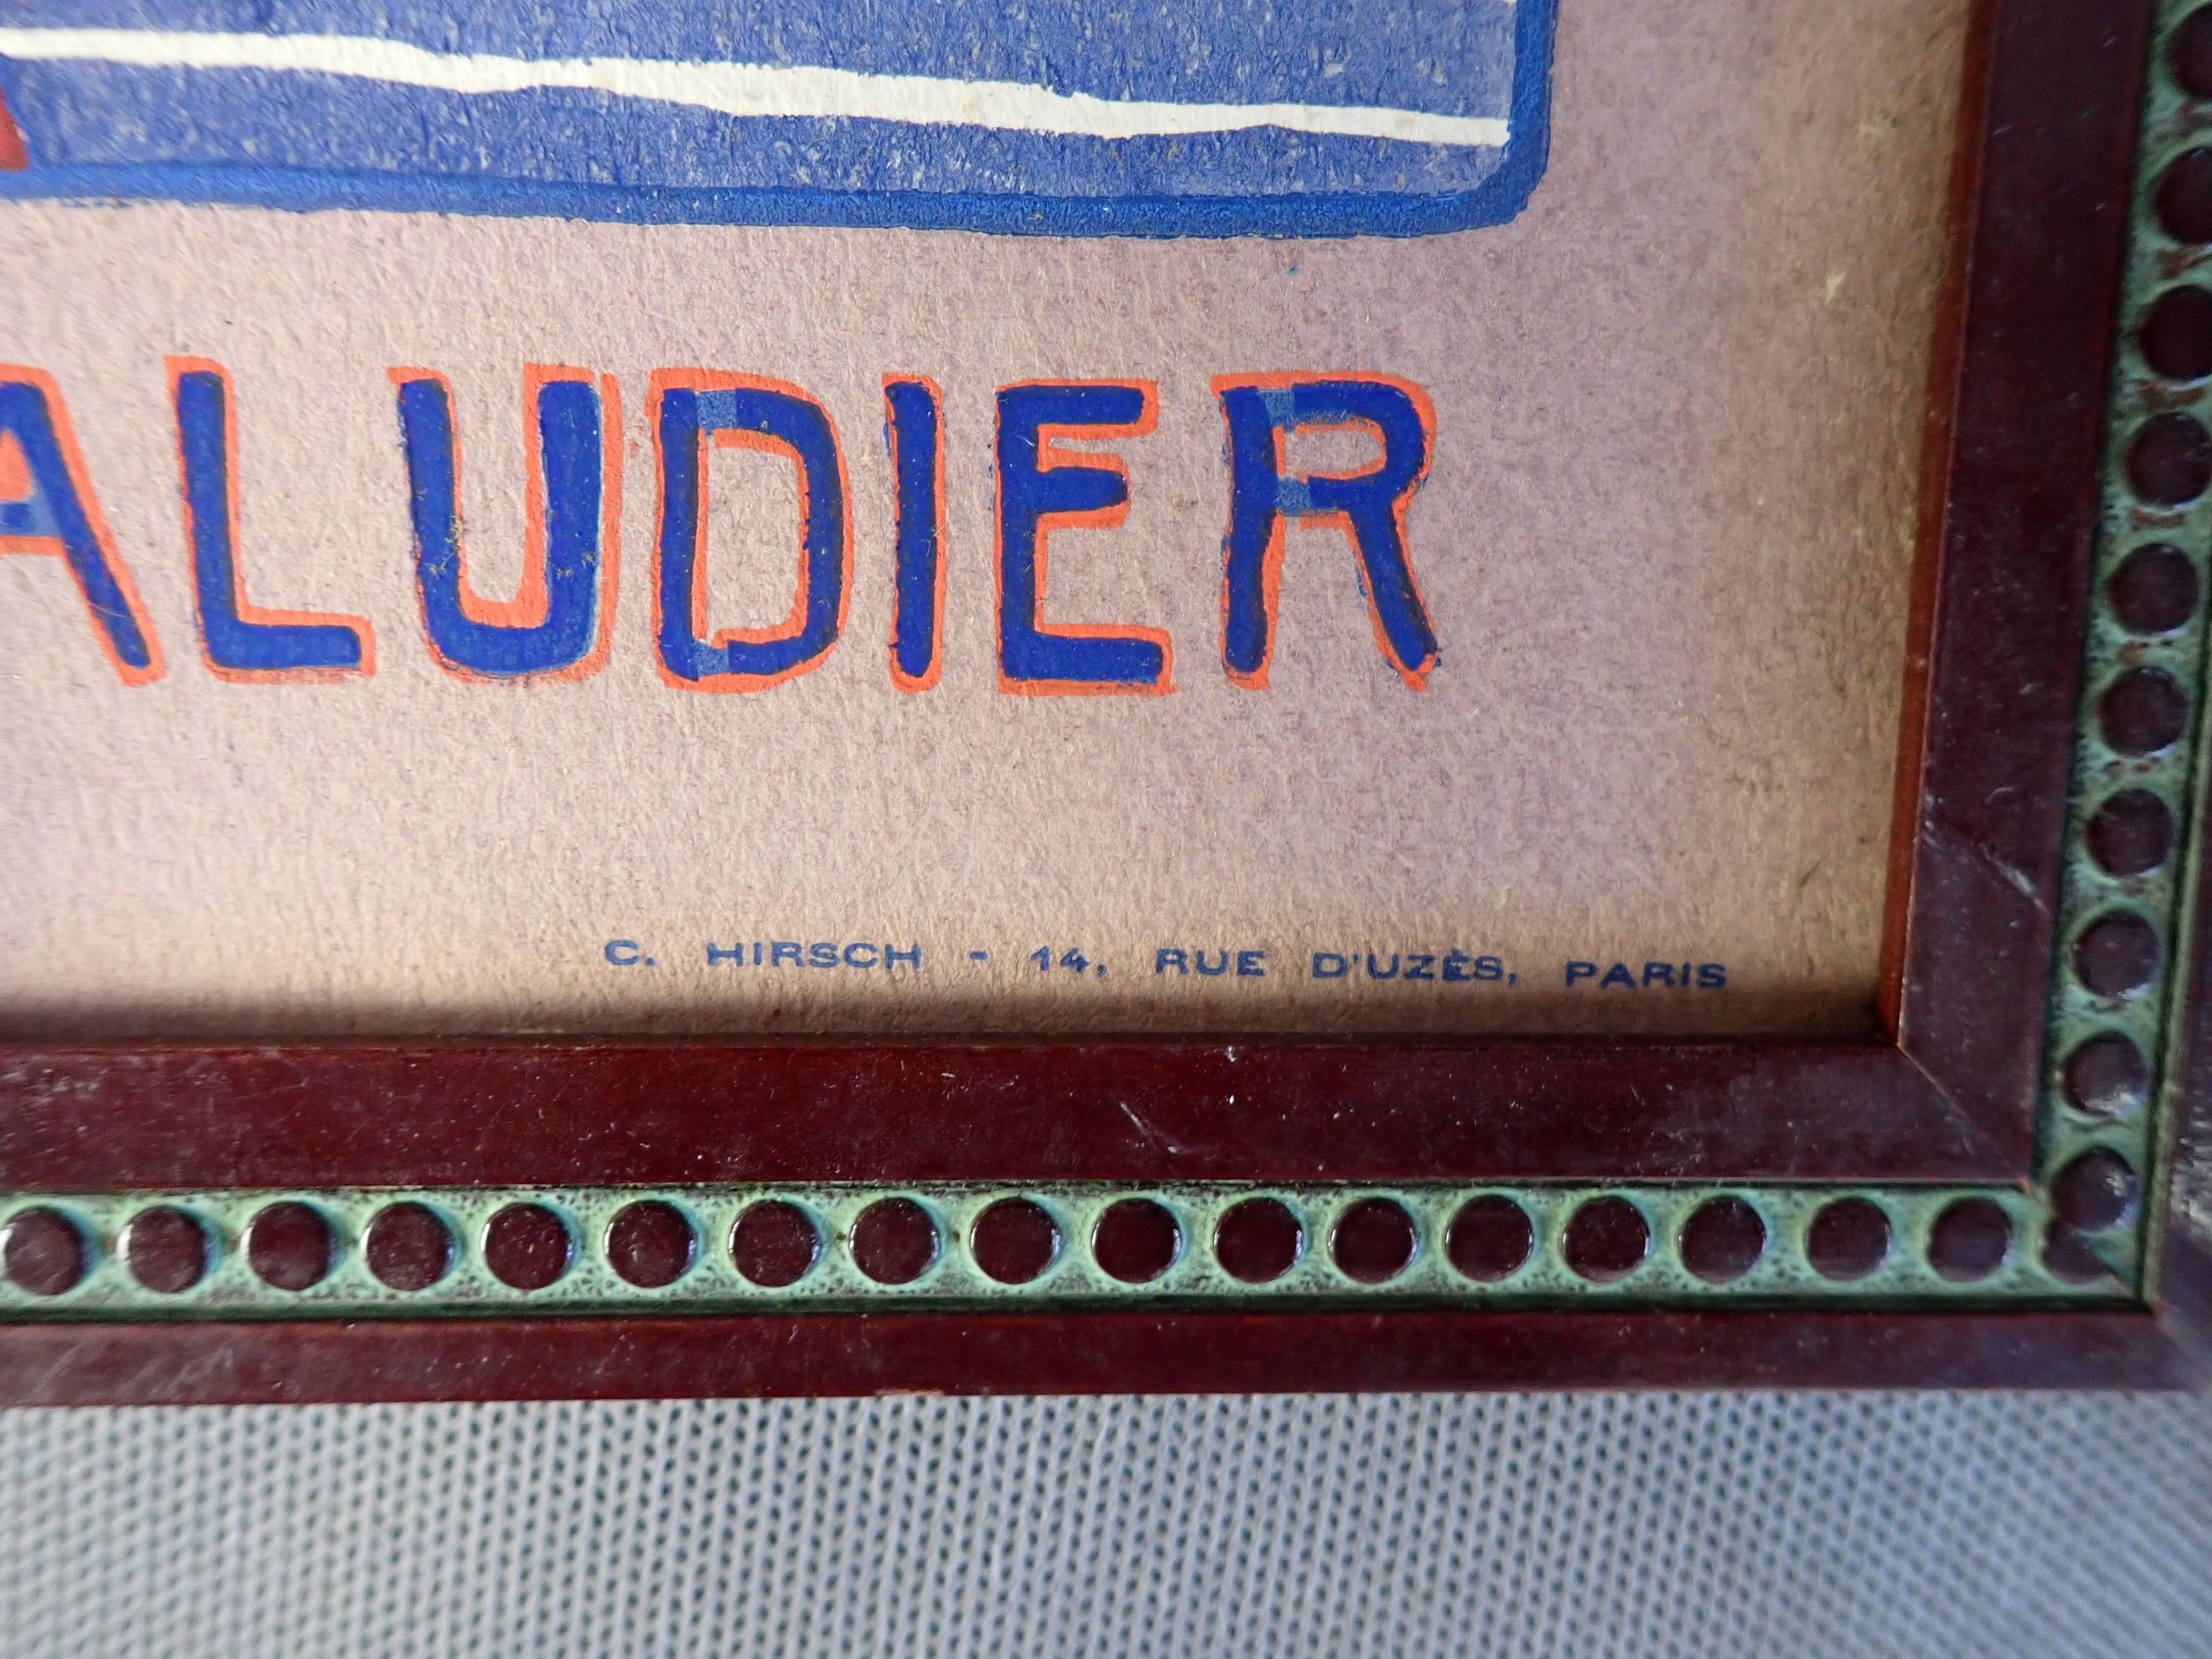 ALUDIER
C. HIRSCH - 14, RUE D'UZÈS, PARIS